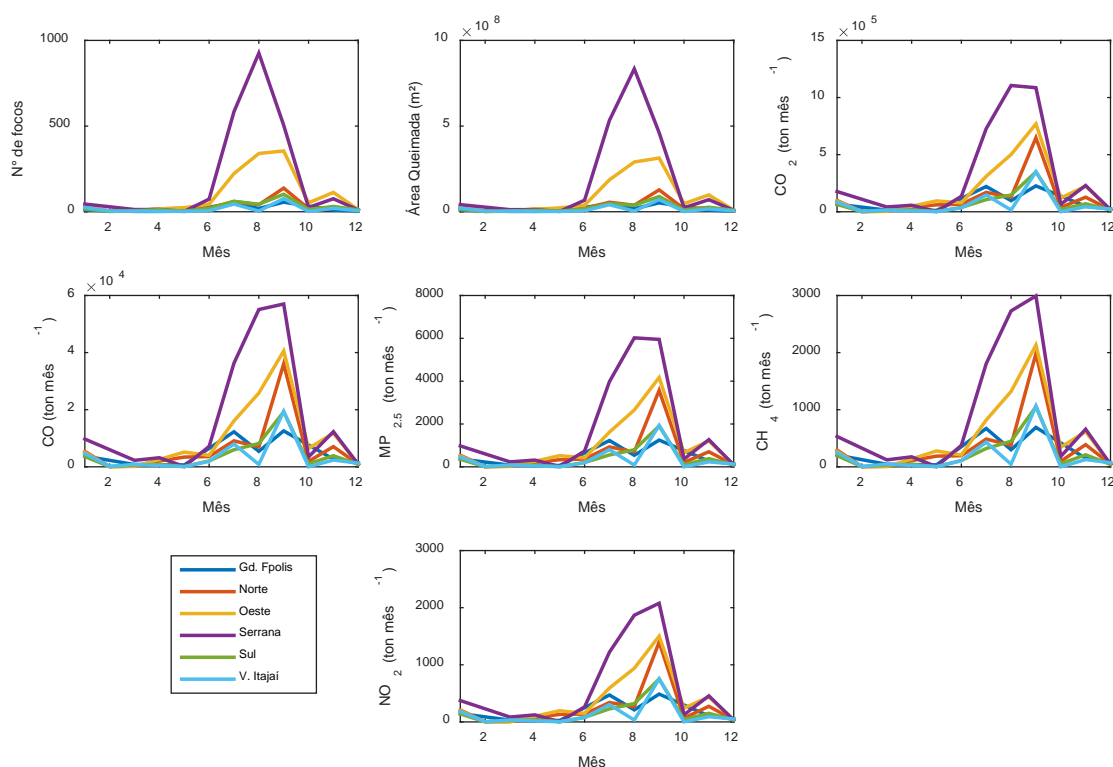 N° de focos
1000
500
0
2 4 6 8 10 12
Mês
Área Queimada (m²)
× 10 8
10
5
0
2 4 6 8 10 12
Mês
CO 2 (ton mês -1 )
× 10 5
15
10
5
0
2 4 6 8 10 12
Mês
CO (ton mês -1 )
× 10 4
6
4
2
0
2 4 6 8 10 12
Mês
MP 2.5 (ton mês -1 )
8000
6000
4000
2000
0
2 4 6 8 10 12
Mês
CH 4 (ton mês -1 )
3000
2000
1000
0
2 4 6 8 10 12
Mês
Gd. Fpolis
Norte
Oeste
Serrana
Sul
V. Itajaí
NO 2 (ton mês -1 )
3000
2000
1000
0
2 4 6 8 10 12
Mês